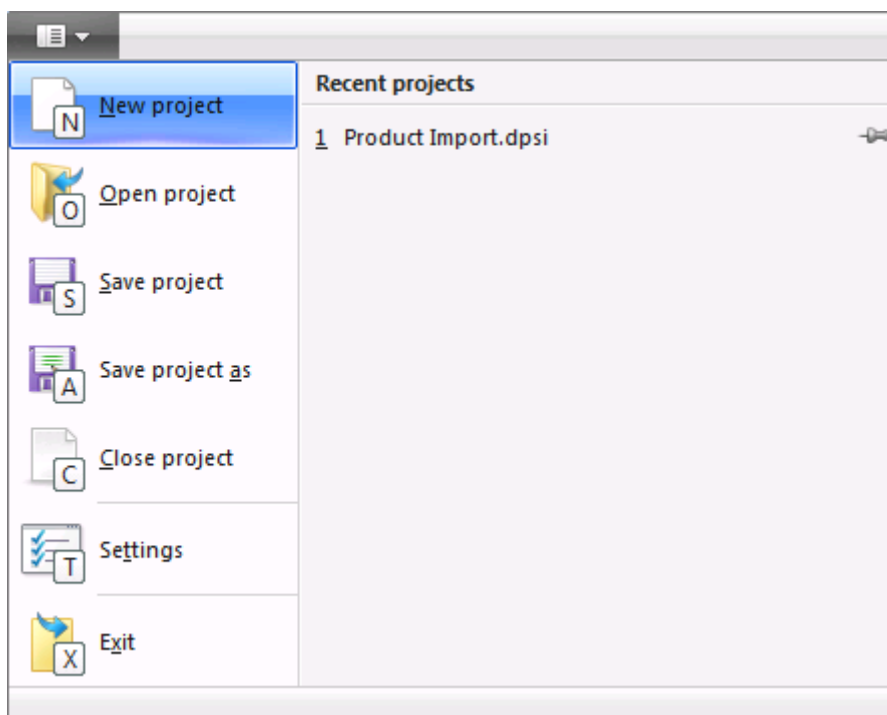 New project
N
Open project
O
Save project
S
Save project as
A
Close project
C
Settings
T
Exit
X
Recent projects
1 Product Import.dpsi